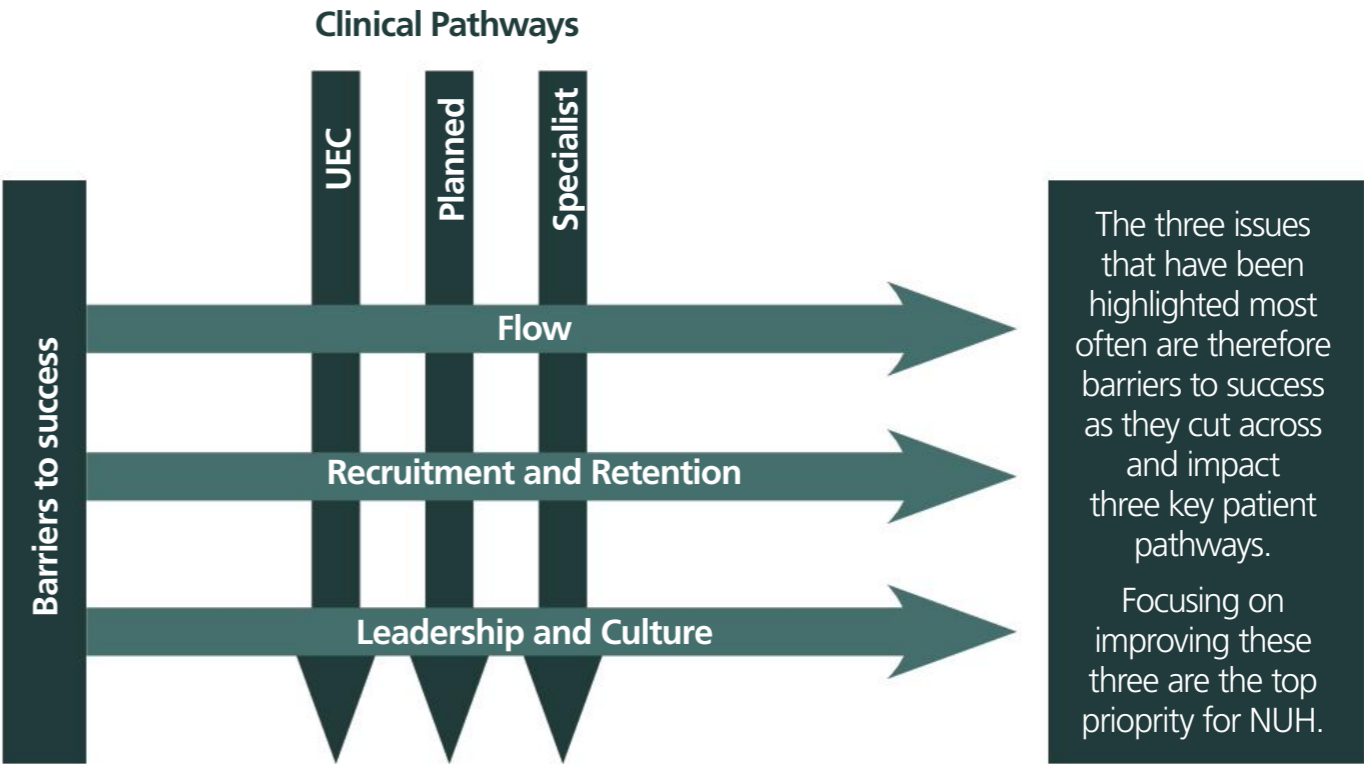 Clinical Pathways
UEC
Planned
Specialist
Barriers to success
Flow
Recruitment and Retention
Leadership and Culture
The three issues
that have been
highlighted most
often are therefore
barriers to success
as they cut across
and impact
three key patient
pathways.
Focusing on
improving these
three are the top
prioprity for NUH.